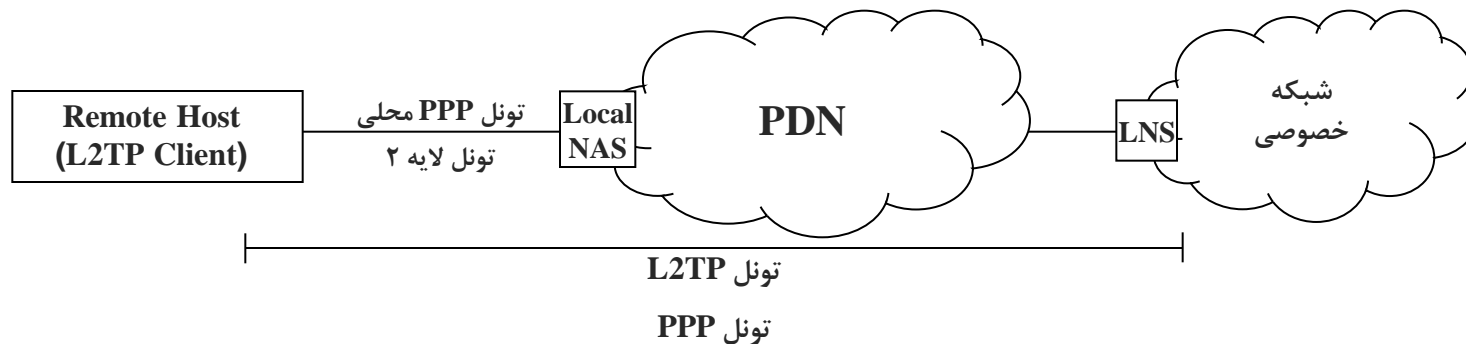 Remote Host
(L2TP Client)
تونل PPP محلی
تونل لایه ۲
Local
NAS
PDN
LNS
شبکه
خصوصی
تونل L2TP
تونل PPP